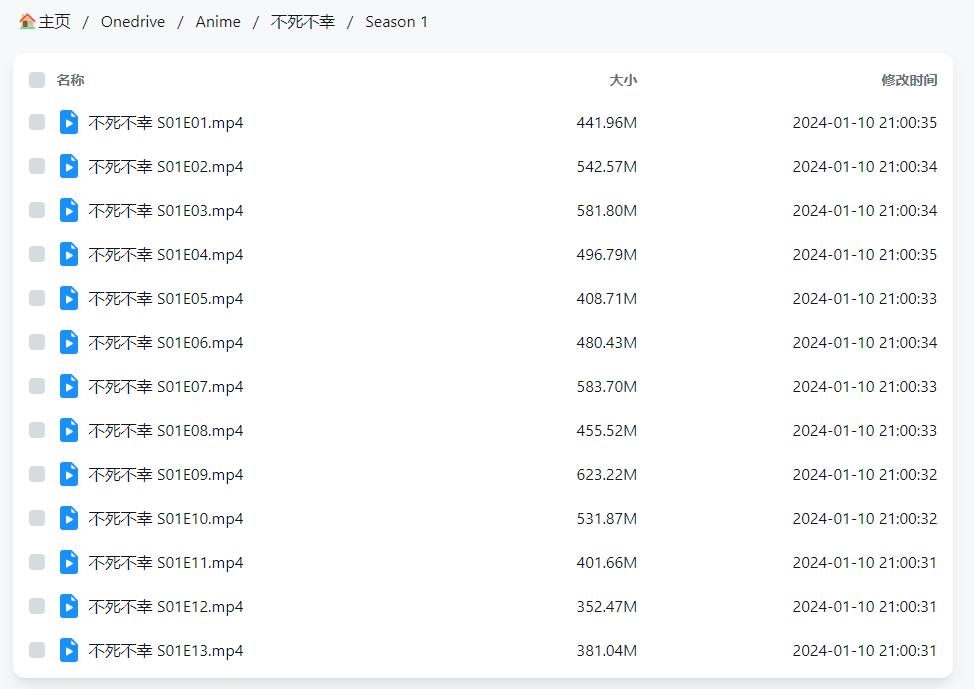 主页 / Onedrive / Anime / 不死不幸 / Season 1
名称 大小 修改时间
不死不幸 S01E01.mp4 441.96M 2024-01-10 21:00:35
不死不幸 S01E02.mp4 542.57M 2024-01-10 21:00:34
不死不幸 S01E03.mp4 581.80M 2024-01-10 21:00:34
不死不幸 S01E04.mp4 496.79M 2024-01-10 21:00:35
不死不幸 S01E05.mp4 408.71M 2024-01-10 21:00:33
不死不幸 S01E06.mp4 480.43M 2024-01-10 21:00:34
不死不幸 S01E07.mp4 583.70M 2024-01-10 21:00:33
不死不幸 S01E08.mp4 455.52M 2024-01-10 21:00:33
不死不幸 S01E09.mp4 623.22M 2024-01-10 21:00:32
不死不幸 S01E10.mp4 531.87M 2024-01-10 21:00:32
不死不幸 S01E11.mp4 401.66M 2024-01-10 21:00:31
不死不幸 S01E12.mp4 352.47M 2024-01-10 21:00:31
不死不幸 S01E13.mp4 381.04M 2024-01-10 21:00:31